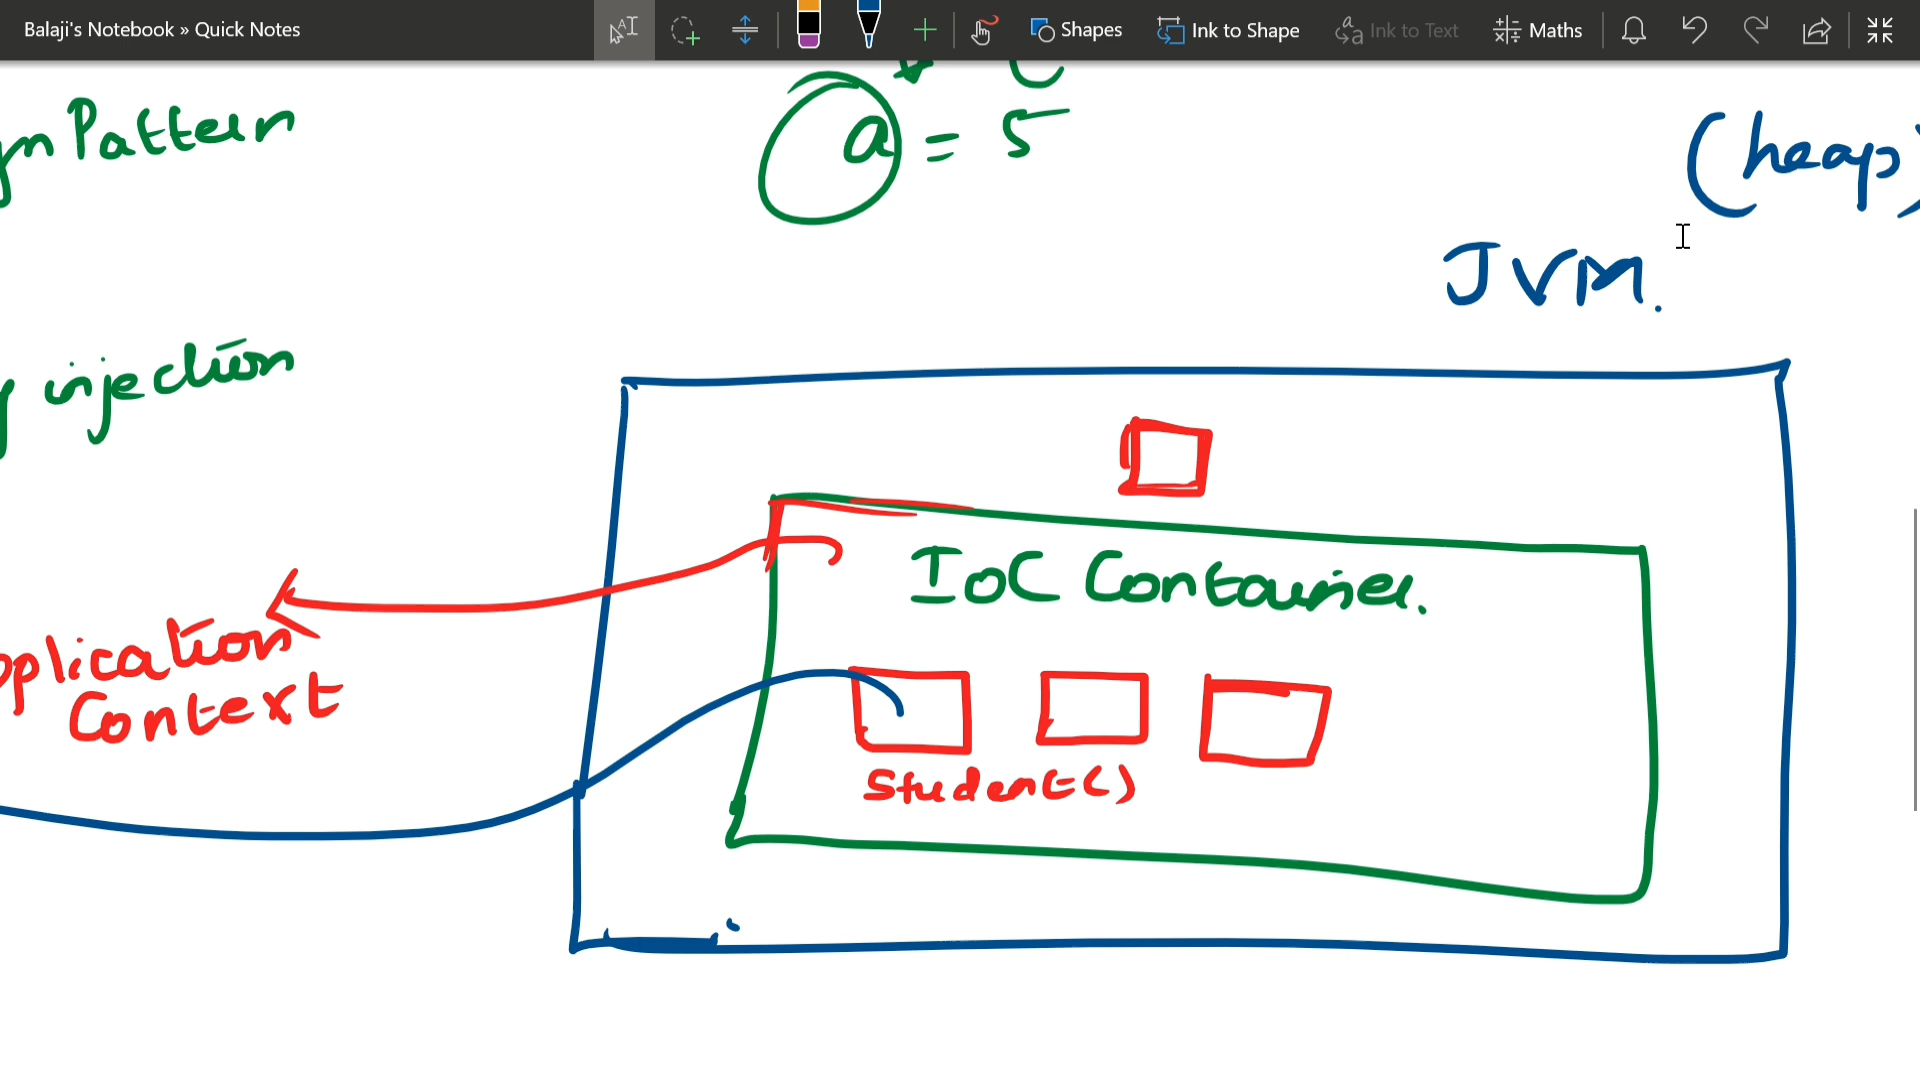 Balaji's Notebook » Quick Notes
Shapes
Ink to Shape
Ink to Text
Maths
gn Pattern
a = 5
(heap)
JVM.
y injection
IoC Container.
pplication
Context
Student()